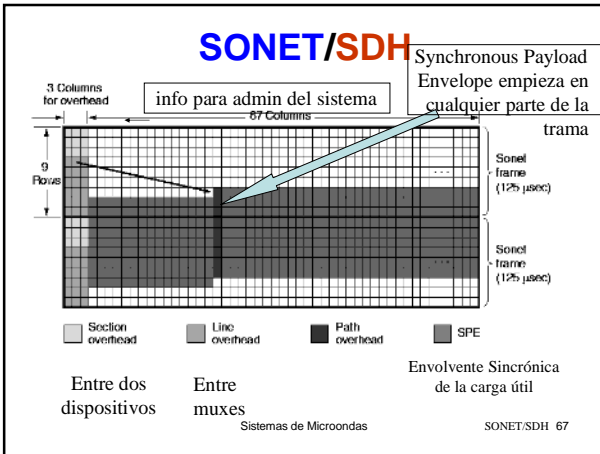 SONET/SDH
Synchronous Payload
Envelope empieza en
cualquier parte de la
trama
info para admin del sistema
3 Columns
for overhead
87 Columns
9
Rows
. . .
Sonet
frame
(125 µsec)
. . .
Sonet
frame
(125 µsec)
Section
overhead
Line
overhead
Path
overhead
SPE
Entre dos
dispositivos
Entre
muxes
Envolvente Sincrónica
de la carga útil
Sistemas de Microondas
SONET/SDH 67